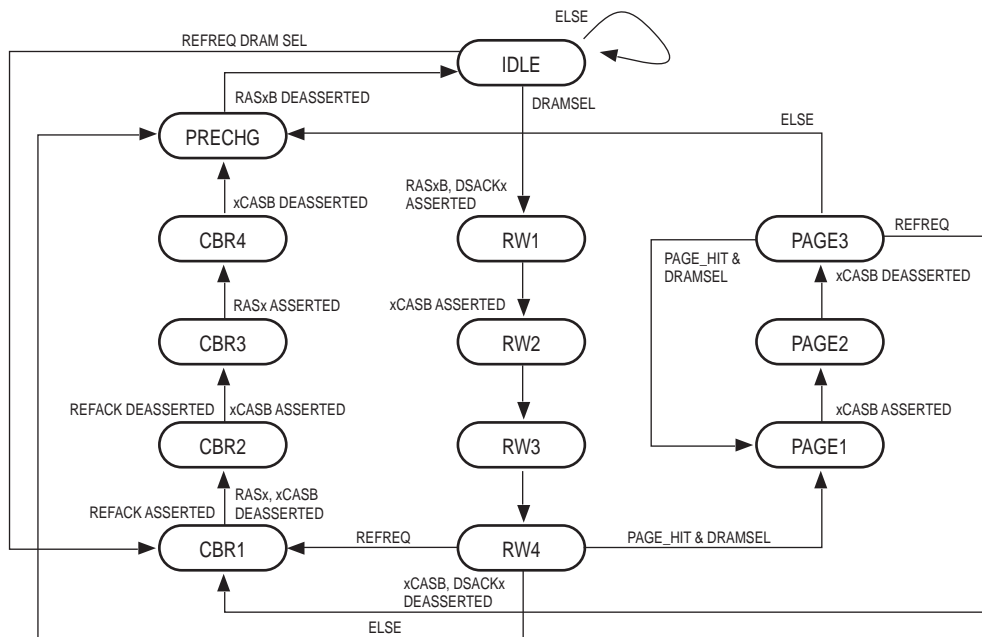 ELSE
REFREQ DRAM SEL
IDLE
RASxB DEASSERTED
DRAMSEL
ELSE
PRECHG
RASxB, DSACKx
ASSERTED
xCASB DEASSERTED
CBR4
RW1
PAGE3
REFREQ
PAGE_HIT &
DRAMSEL
xCASB DEASSERTED
RASx ASSERTED
xCASB ASSERTED
CBR3
RW2
PAGE2
REFACK DEASSERTED
xCASB ASSERTED
xCASB ASSERTED
CBR2
RW3
PAGE1
REFACK ASSERTED
RASx, xCASB
DEASSERTED
CBR1
REFREQ
RW4
PAGE_HIT & DRAMSEL
xCASB, DSACKx
DEASSERTED
ELSE